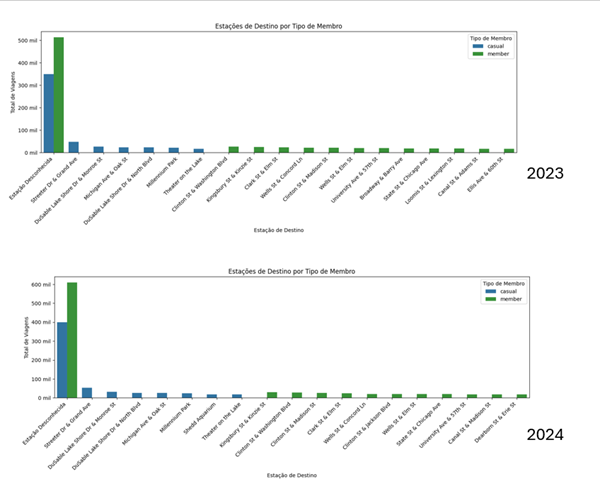 Estações de Destino por Tipo de Membro
Tipo de Membro
casual
member
Total de Viagens
500 mil
400 mil
300 mil
200 mil
100 mil
0 mil
Estação Desconhecida
Streeter Dr & Grand Ave
DuSable Lake Shore Dr & Monroe St
Michigan Ave & Oak St
DuSable Lake Shore Dr & North Blvd
Millennium Park
Theater on the Lake
Clinton St & Washington Blvd
Kingsbury St & Kinzie St
Clark St & Elm St
Wells St & Concord Ln
Clinton St & Madison St
Wells St & Elm St
University Ave & 57th St
Broadway & Barry Ave
State St & Chicago Ave
Loomis St & Lexington St
Canal St & Adams St
Ellis Ave & 60th St
Estação de Destino
2023
Estações de Destino por Tipo de Membro
Tipo de Membro
casual
member
Total de Viagens
600 mil
500 mil
400 mil
300 mil
200 mil
100 mil
0 mil
Estação Desconhecida
Streeter Dr & Grand Ave
DuSable Lake Shore Dr & Monroe St
DuSable Lake Shore Dr & North Blvd
Michigan Ave & Oak St
Millennium Park
Shedd Aquarium
Theater on the Lake
Kingsbury St & Kinzie St
Clinton St & Washington Blvd
Clinton St & Madison St
Clark St & Elm St
Wells St & Concord Ln
Clinton St & Jackson Blvd
Wells St & Elm St
State St & Chicago Ave
University Ave & 57th St
Canal St & Madison St
Dearborn St & Erie St
Estação de Destino
2024